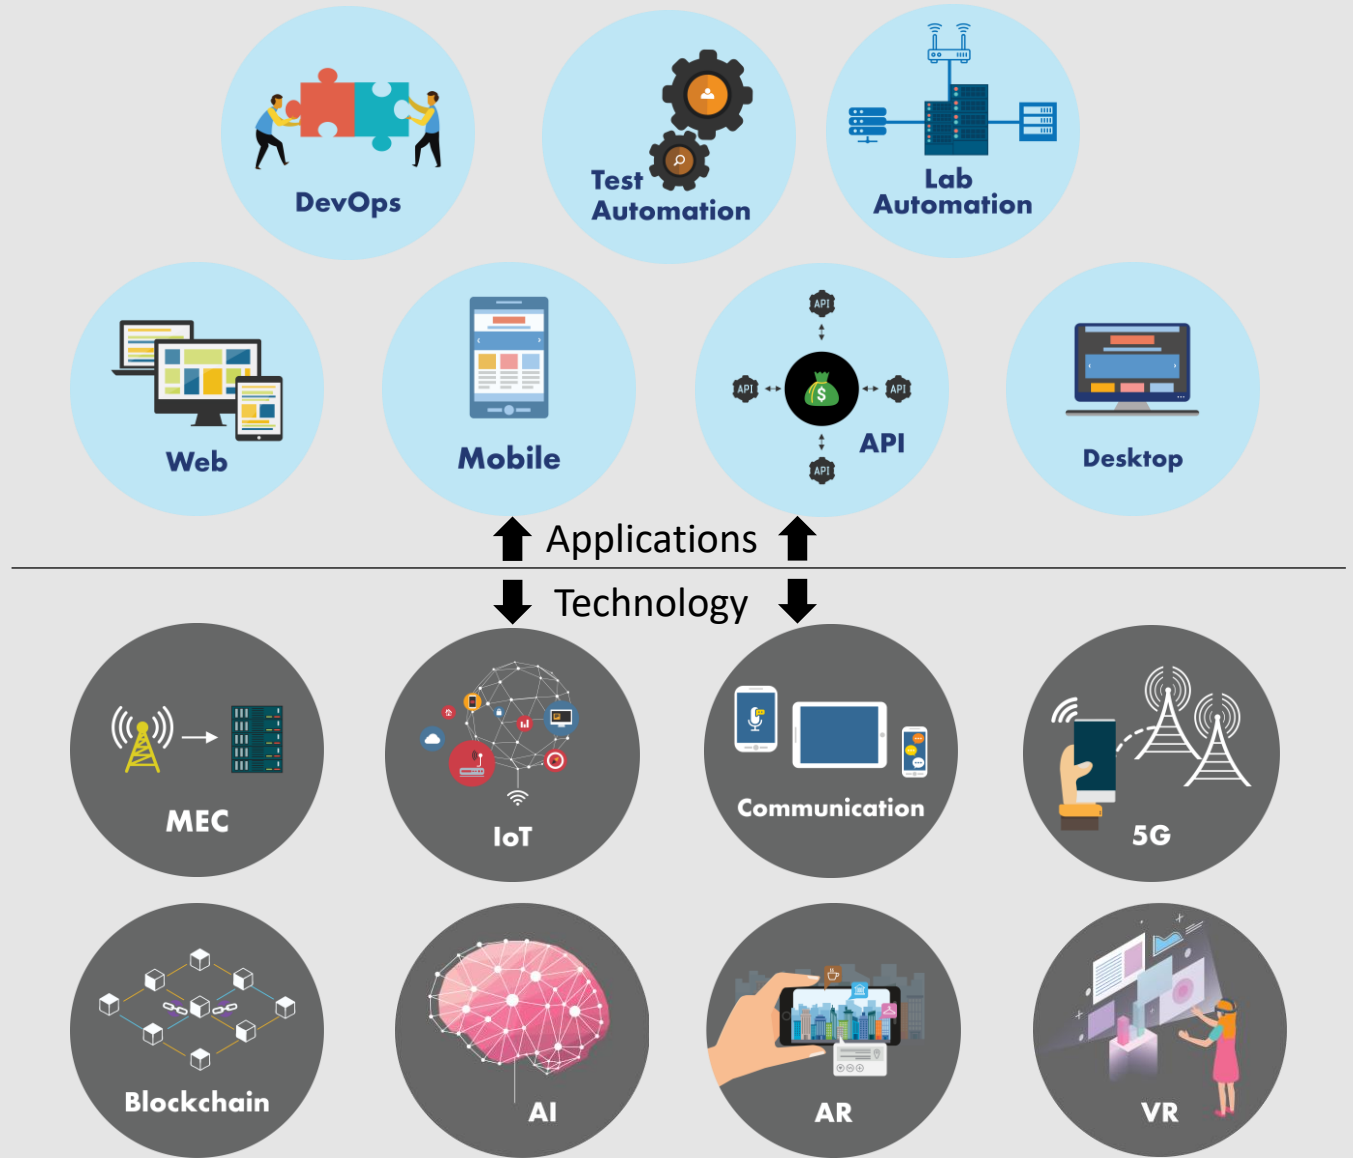 DevOps
Test
Automation
Lab
Automation
Web
Mobile
API
API
API
API
$
API
Desktop
Applications
Technology
MEC
IoT
Communication
5G
Blockchain
AI
AR
VR